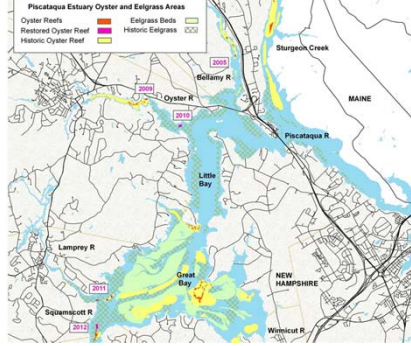 Piscataqua Estuary Oyster and Eelgrass Areas
Oyster Reefs
Eelgrass Beds
Restored Oyster Reef
Historic Eelgrass
Historic Oyster Reef
Sturgeon Creek
2008
Bellamy R
2009
MAINE
Oyster R
2010
Piscataqua R
Little
Bay
Lamprey R
Great
Bay
NEW
HAMPSHIRE
2011
Squamscott R
2012
Winnicut R